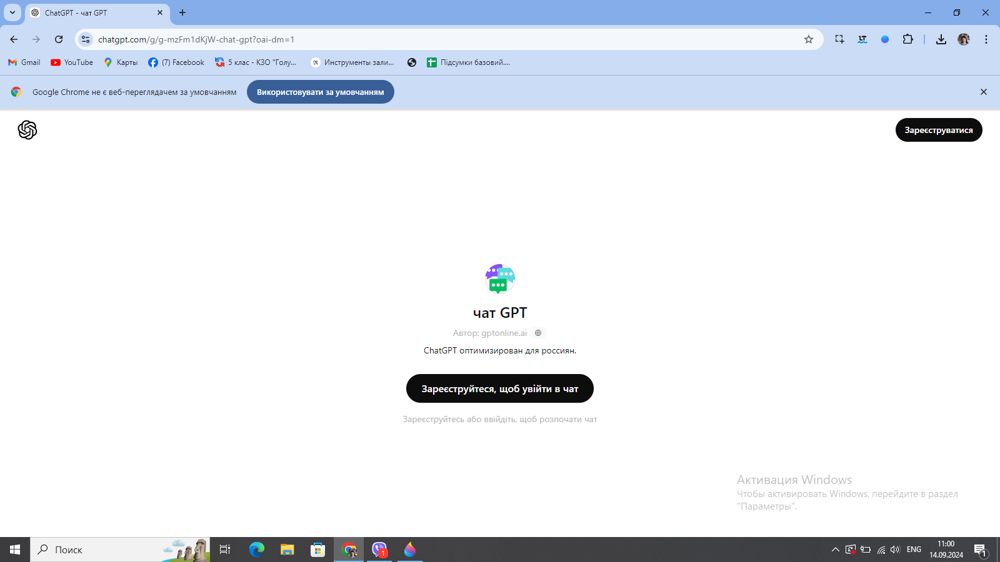 ChatGPT - чат GPT
chatgpt.com/g/g-mzFm1dKjW-chat-gpt?oai-dm=1
Gmail
YouTube
Карты
(7) Facebook
5 клас - КЗО "Голу...
Инструменты зали...
Підсумки базовий....
Google Chrome не є веб-переглядачем за умовчанням
Використовувати за умовчанням
Зареєструватися
чат GPT
Автор: gptonline.ai
ChatGPT оптимизирован для россиян.
Зареєструйтеся, щоб увійти в чат
Зареєструйтесь або ввійдіть, щоб розпочати чат
Активация Windows
Чтобы активировать Windows, перейдите в раздел
"Параметры".
Поиск
1
ENG
11:00
14.09.2024
1